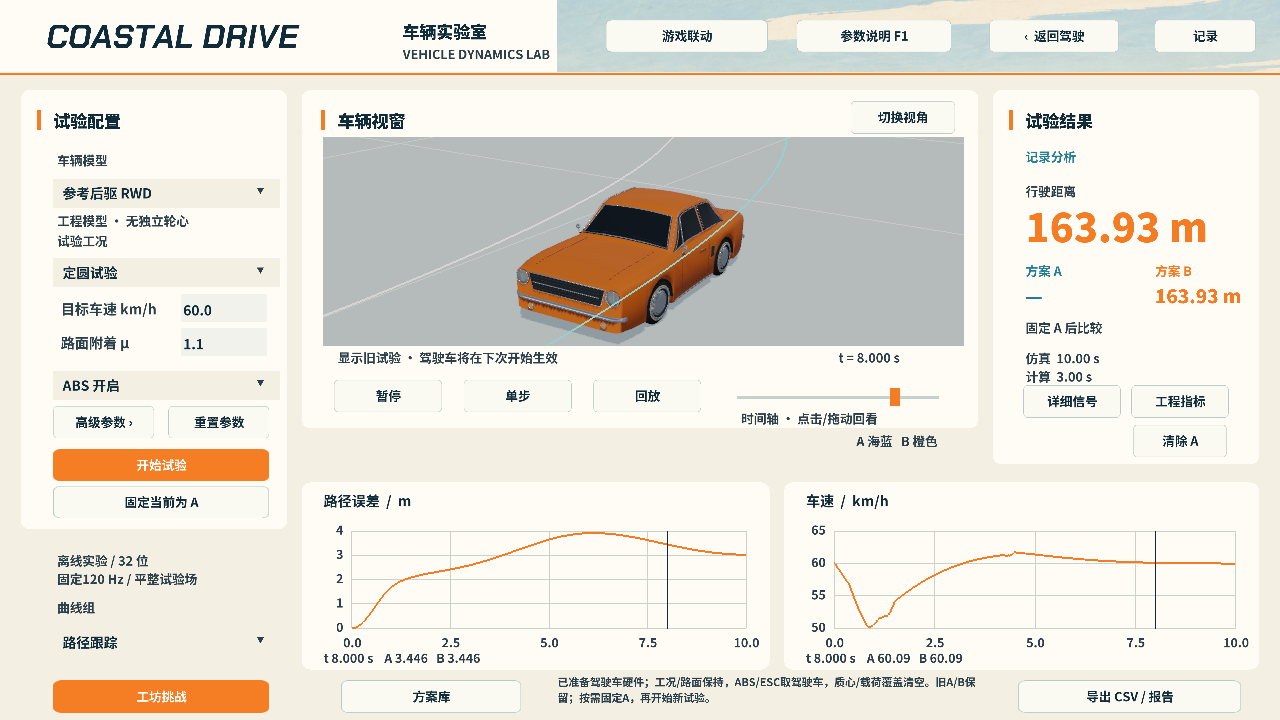 COASTAL DRIVE
车辆实验室
VEHICLE DYNAMICS LAB
游戏联动
参数说明 F1
‹ 返回驾驶
记录
试验配置
车辆模型
参考后驱 RWD
工程模型 · 无独立轮心
试验工况
定圆试验
目标车速 km/h
60.0
路面附着 μ
1.1
ABS 开启
高级参数 ›
重置参数
开始试验
固定当前为 A
离线实验 / 32 位
固定120 Hz / 平整试验场
曲线组
路径跟踪
工坊挑战
车辆视窗
切换视角
显示旧试验 · 驾驶车将在下次开始生效
t = 8.000 s
暂停
单步
回放
时间轴 · 点击/拖动回看
A 海蓝 B 橙色
试验结果
记录分析
行驶距离
163.93 m
方案 A
方案 B
—
163.93 m
固定 A 后比较
仿真 10.00 s
计算 3.00 s
详细信号
工程指标
清除 A
路径误差 / m
4
3
2
1
0
0.0 2.5 5.0 7.5 10.0
t 8.000 s A 3.446 B 3.446
车速 / km/h
65
60
55
50
0.0 2.5 5.0 7.5 10.0
t 8.000 s A 60.09 B 60.09
方案库
已准备驾驶车硬件；工况/路面保持，ABS/ESC取驾驶车，质心/载荷覆盖清空。旧A/B保
留；按需固定A，再开始新试验。
导出 CSV / 报告